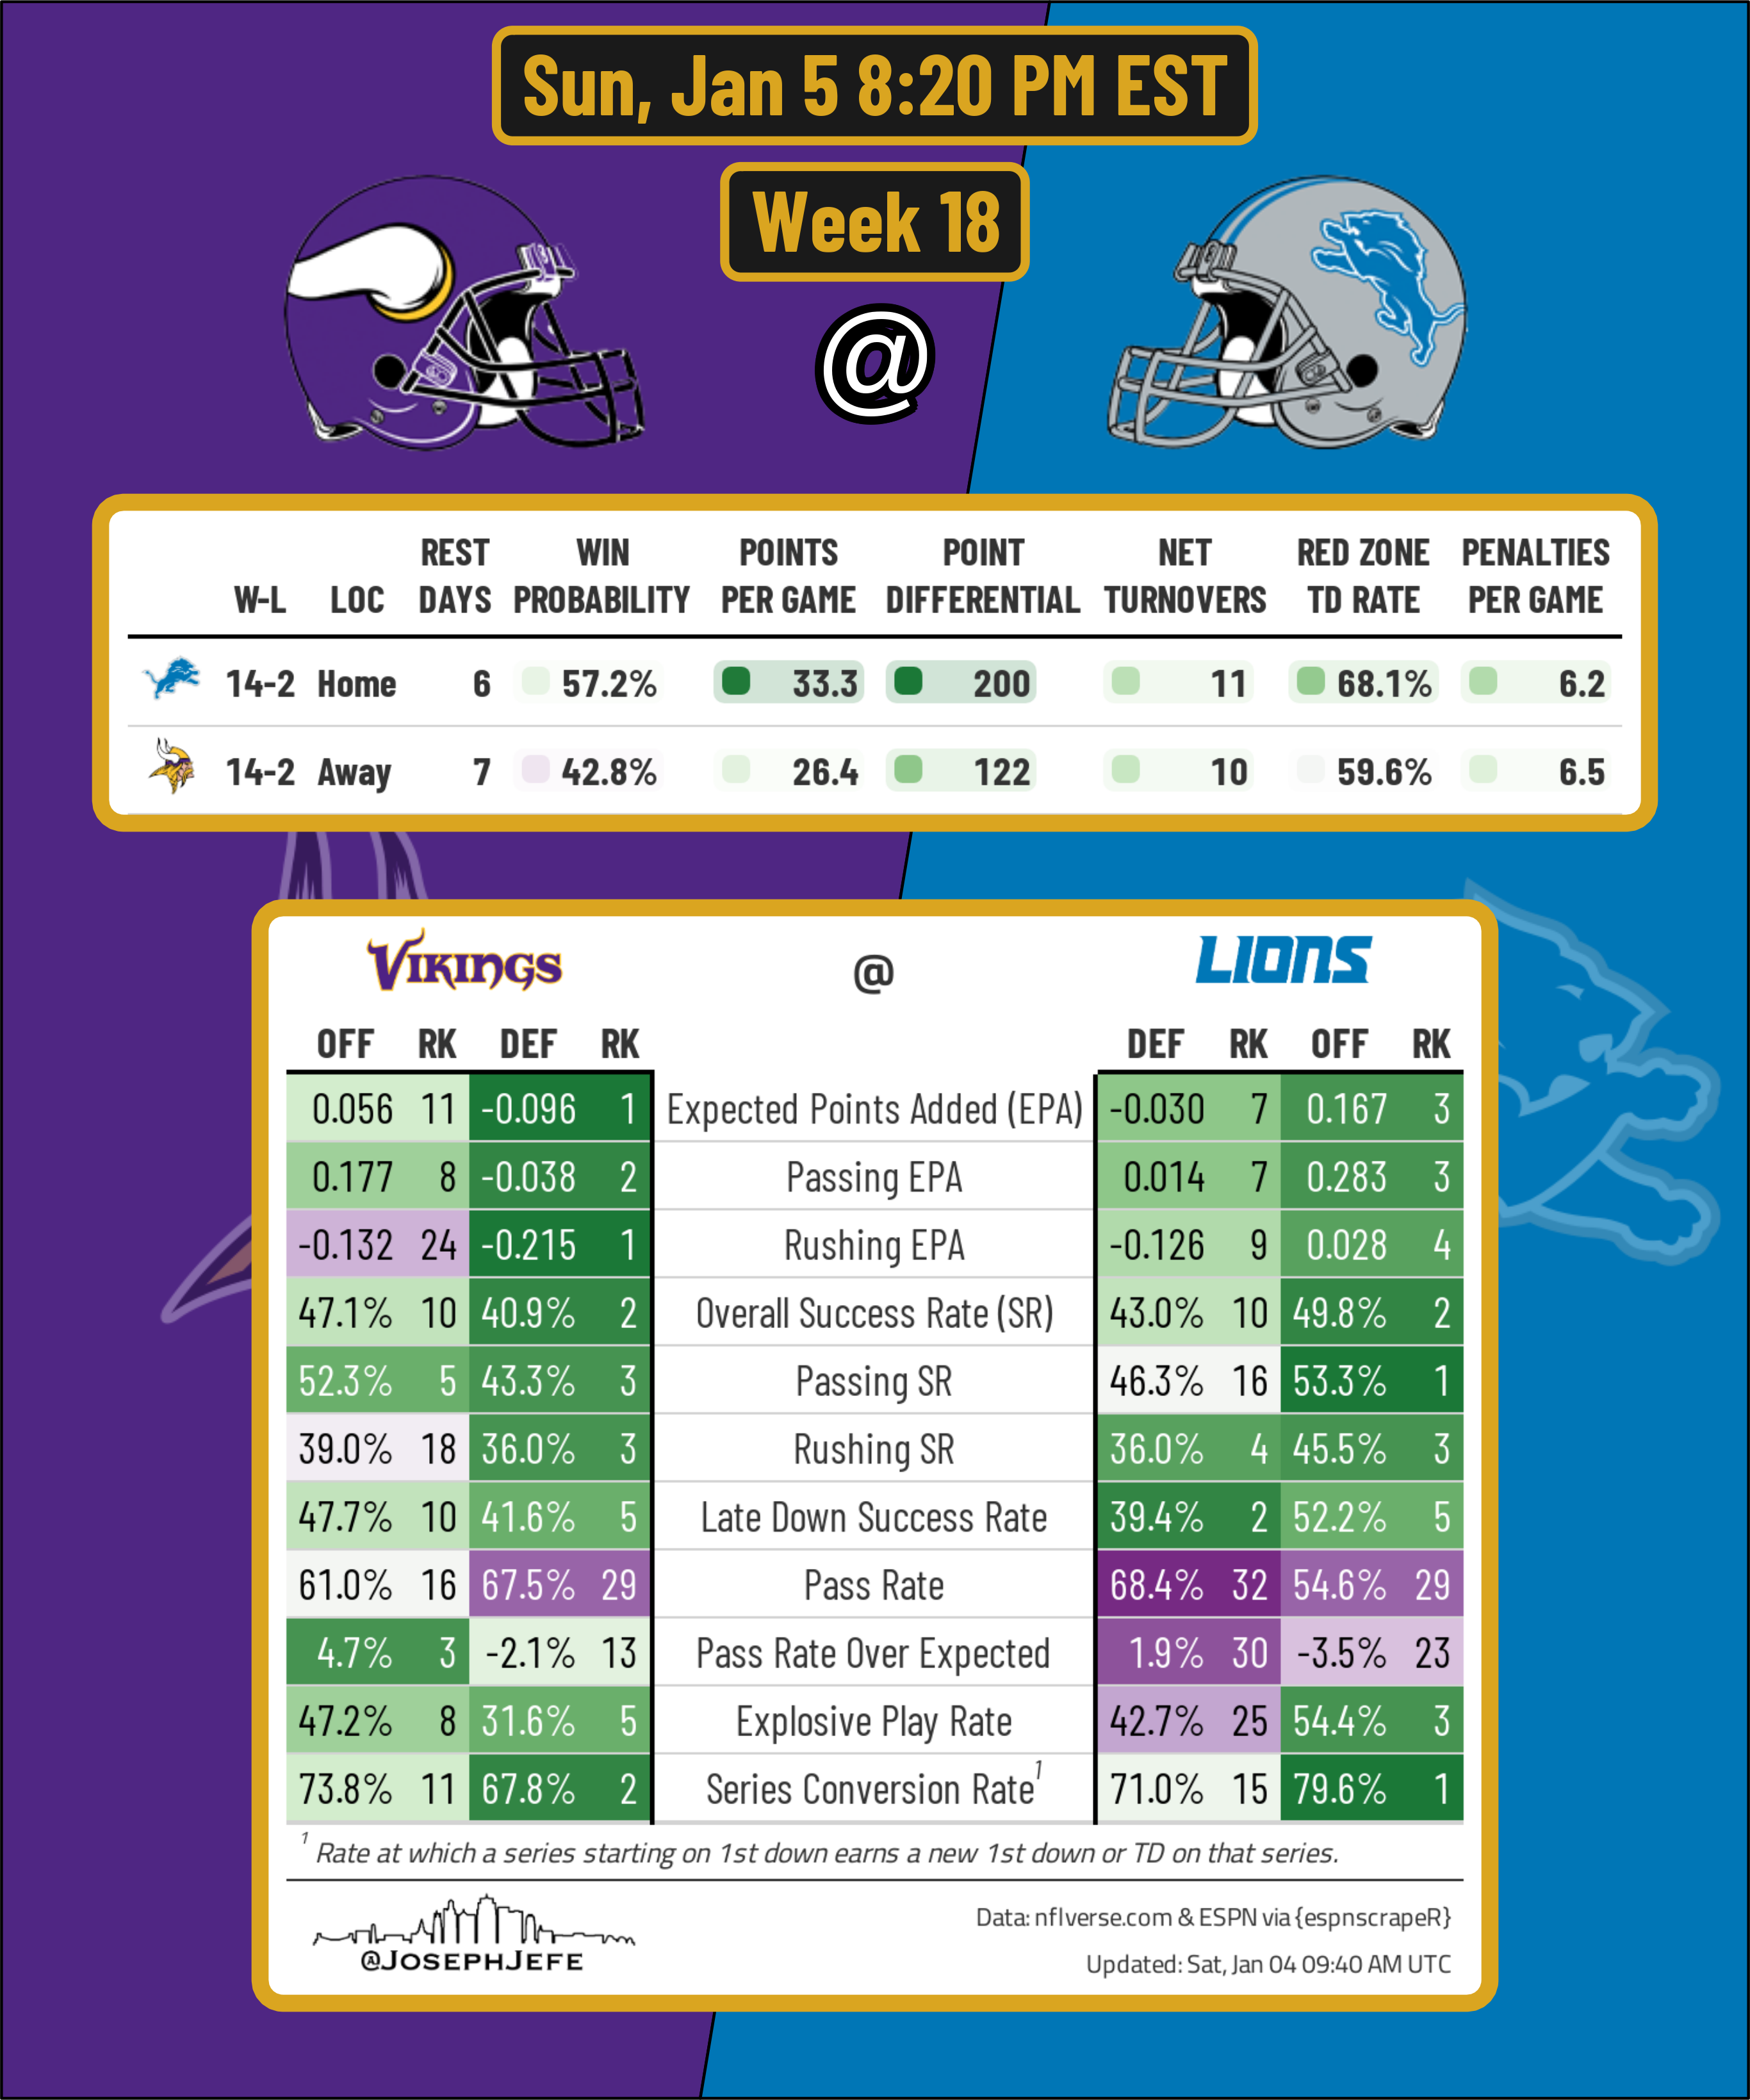 Sun, Jan 5 8:20 PM EST
Week 18
@
W-L LOC REST DAYS WIN PROBABILITY POINTS PER GAME POINT DIFFERENTIAL NET TURNOVERS RED ZONE TD RATE PENALTIES PER GAME
14-2 Home 6 57.2% 33.3 200 11 68.1% 6.2
14-2 Away 7 42.8% 26.4 122 10 59.6% 6.5
VIKINGS @ LIONS
OFF RK DEF RK DEF RK OFF RK
0.056 11 -0.096 1 Expected Points Added (EPA) -0.030 7 0.167 3
0.177 8 -0.038 2 Passing EPA 0.014 7 0.283 3
-0.132 24 -0.215 1 Rushing EPA -0.126 9 0.028 4
47.1% 10 40.9% 2 Overall Success Rate (SR) 43.0% 10 49.8% 2
52.3% 5 43.3% 3 Passing SR 46.3% 16 53.3% 1
39.0% 18 36.0% 3 Rushing SR 36.0% 4 45.5% 3
47.7% 10 41.6% 5 Late Down Success Rate 39.4% 2 52.2% 5
61.0% 16 67.5% 29 Pass Rate 68.4% 32 54.6% 29
4.7% 3 -2.1% 13 Pass Rate Over Expected 1.9% 30 -3.5% 23
47.2% 8 31.6% 5 Explosive Play Rate 42.7% 25 54.4% 3
73.8% 11 67.8% 2 Series Conversion Rate1 71.0% 15 79.6% 1
1 Rate at which a series starting on 1st down earns a new 1st down or TD on that series.
@JOSEPHJEFE
Data: nflverse.com & ESPN via {espnscrapeR}
Updated: Sat, Jan 04 09:40 AM UTC